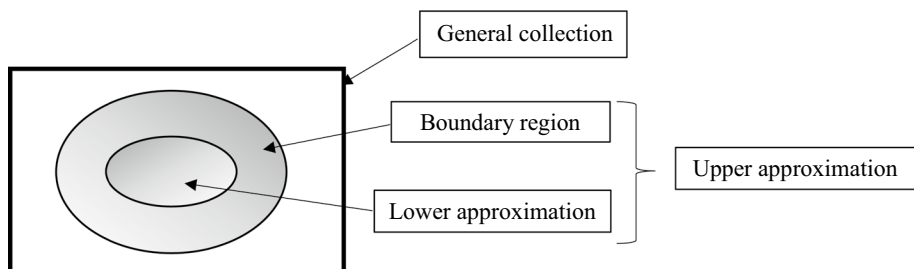 General collection
Boundary region
Upper approximation
Lower approximation